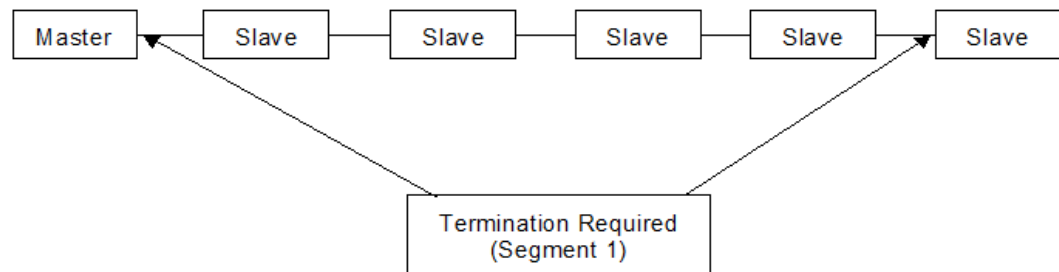 Master
Slave
Slave
Slave
Slave
Slave
Termination Required
(Segment 1)